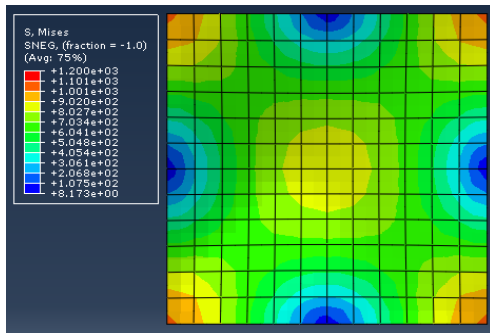 S, Mises
SNEG, (fraction = -1.0)
(Avg: 75%)
+1.200e+03
+1.101e+03
+1.001e+03
+9.020e+02
+8.027e+02
+7.034e+02
+6.041e+02
+5.048e+02
+4.054e+02
+3.061e+02
+2.068e+02
+1.075e+02
+8.173e+00